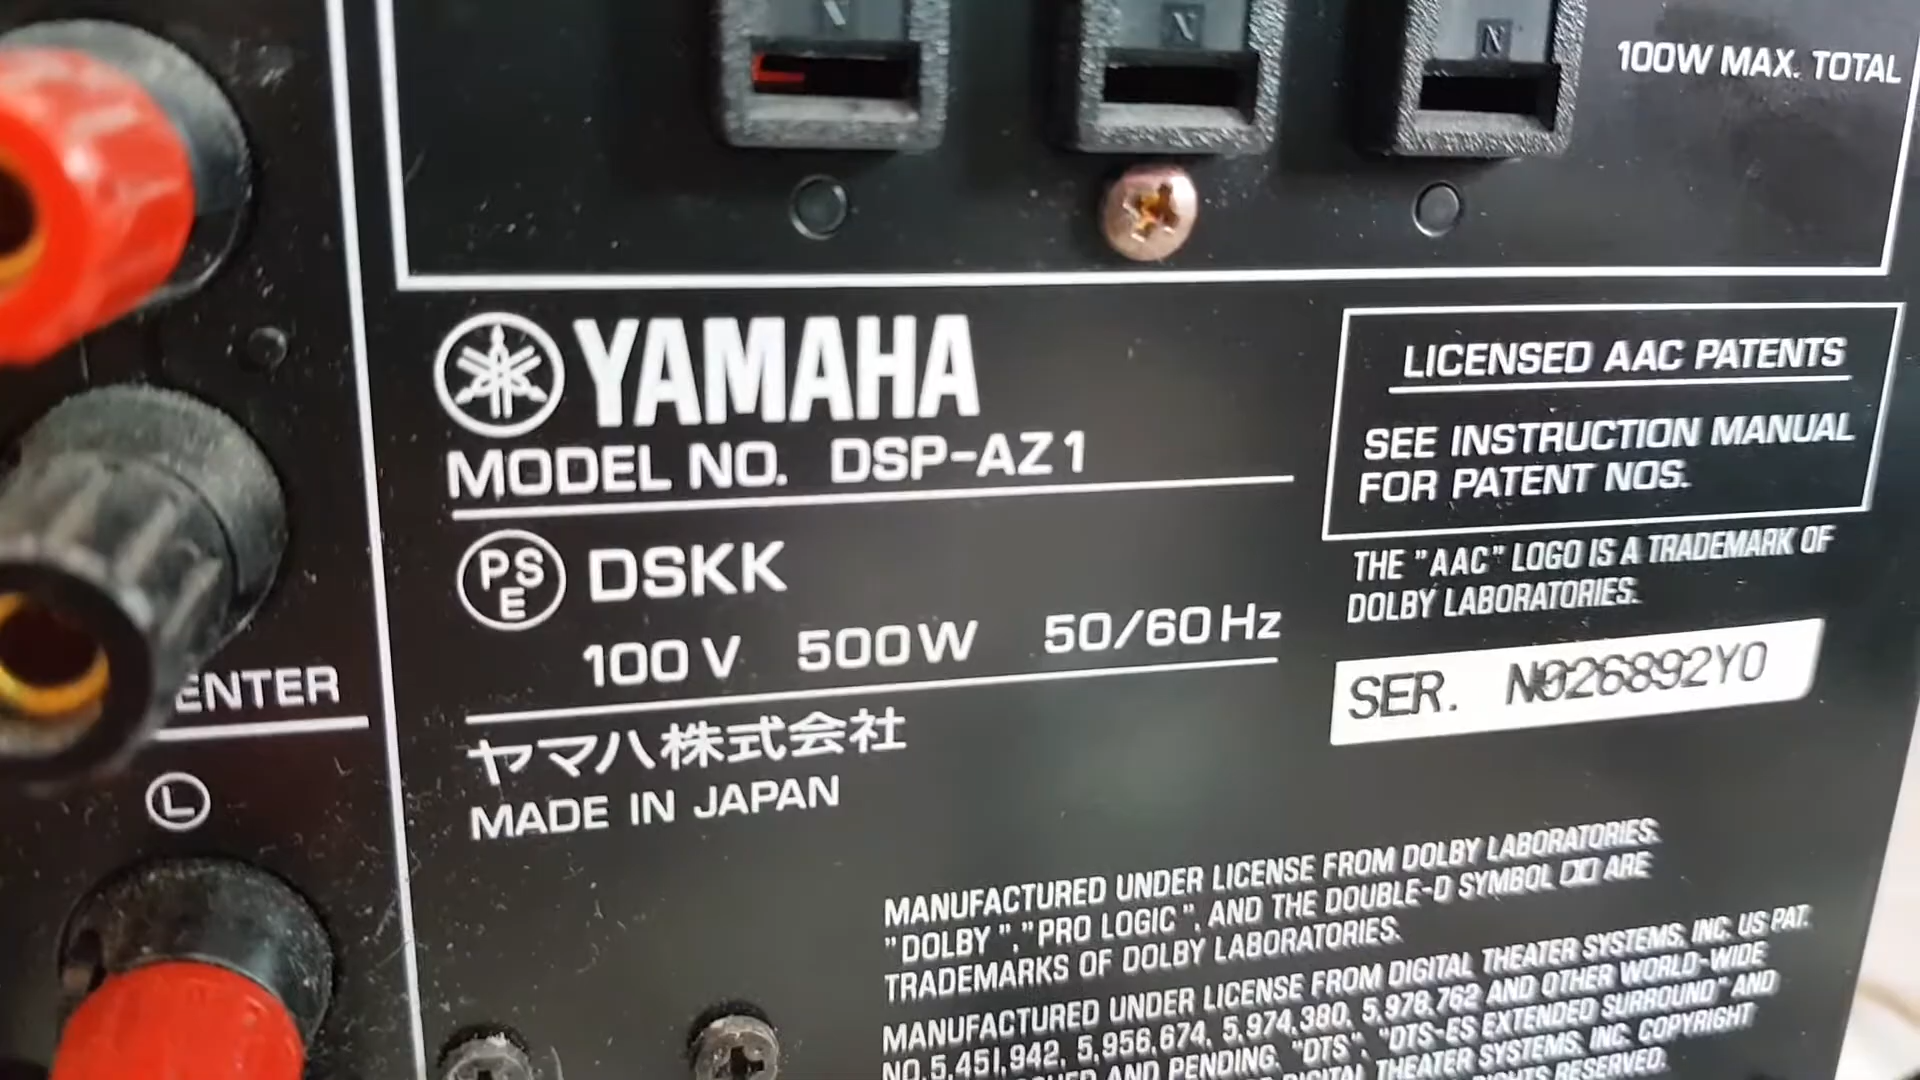 N N N
100W MAX. TOTAL
YAMAHA
MODEL NO. DSP-AZ1
PSE DSKK
100V 500W 50/60Hz
ヤマハ株式会社
MADE IN JAPAN
LICENSED AAC PATENTS
SEE INSTRUCTION MANUAL
FOR PATENT NOS.
THE "AAC" LOGO IS A TRADEMARK OF
DOLBY LABORATORIES.
SER. N026892Y0
ENTER
L
MANUFACTURED UNDER LICENSE FROM DOLBY LABORATORIES.
"DOLBY", "PRO LOGIC", AND THE DOUBLE-D SYMBOL ARE
TRADEMARKS OF DOLBY LABORATORIES.
MANUFACTURED UNDER LICENSE FROM DIGITAL THEATER SYSTEMS, INC. US PAT.
NO.5,451,942, 5,956,674, 5,974,380, 5,978,762 AND OTHER WORLD-WIDE
AND PENDING. "DTS", "DTS-ES EXTENDED SURROUND" AND
DIGITAL THEATER SYSTEMS, INC. COPYRIGHT
RIGHTS RESERVED.